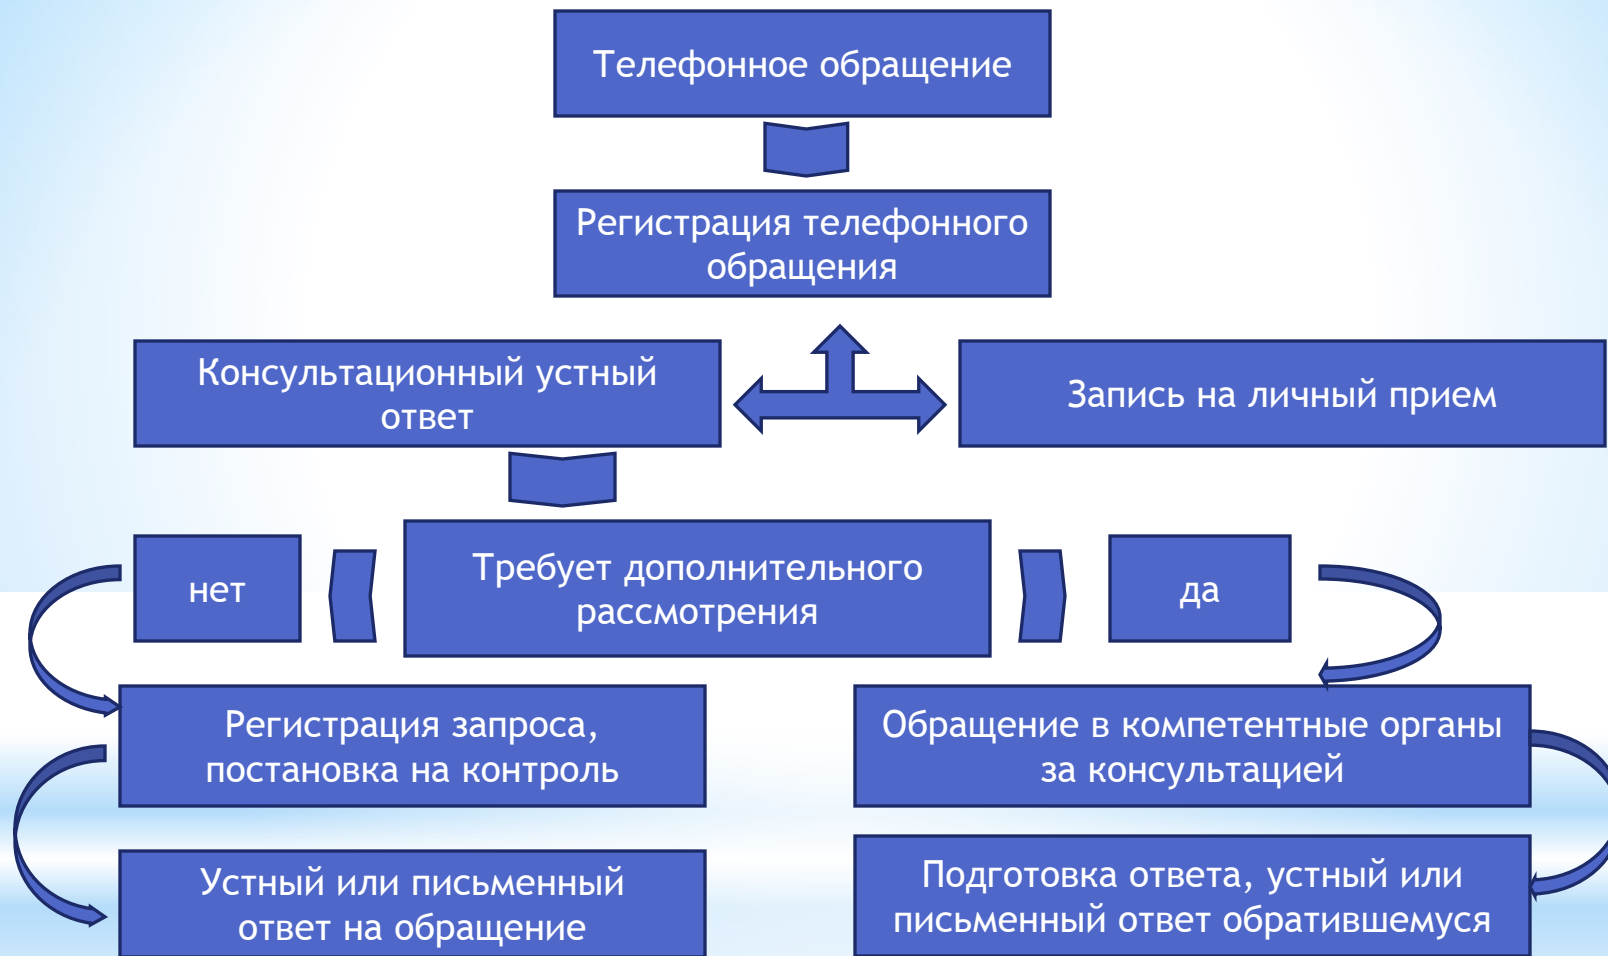 Телефонное обращение
Регистрация телефонного
обращения
Консультационный устный
ответ
Запись на личный прием
нет
Требует дополнительного
рассмотрения
да
Регистрация запроса,
постановка на контроль
Обращение в компетентные органы
за консультацией
Устный или письменный
ответ на обращение
Подготовка ответа, устный или
письменный ответ обратившемуся